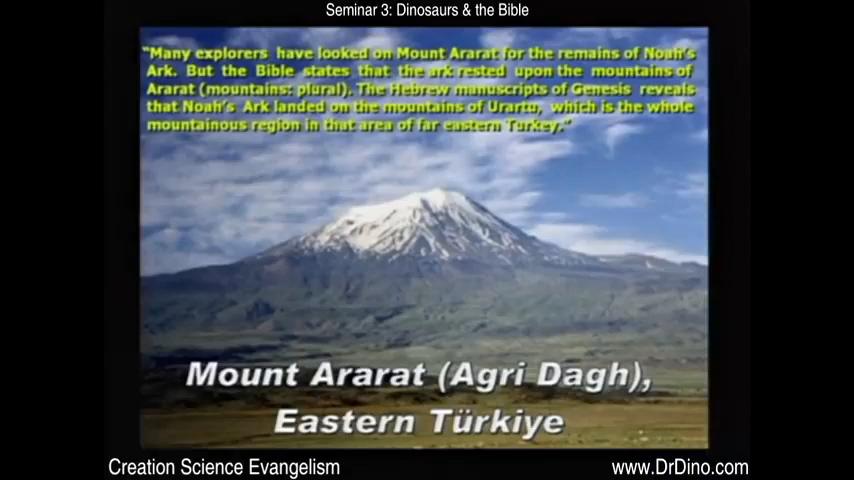 Seminar 3: Dinosaurs & the Bible
"Many explorers have looked on Mount Ararat for the remains of Noah's
Ark. But the Bible states that the ark rested upon the mountains of
Ararat (mountains: plural). The Hebrew manuscripts of Genesis reveals
that Noah's Ark landed on the mountains of Urartu, which is the whole
mountainous region in that area of far eastern Turkey."
Mount Ararat (Agri Dagh),
Eastern Türkiye
Creation Science Evangelism
www.DrDino.com